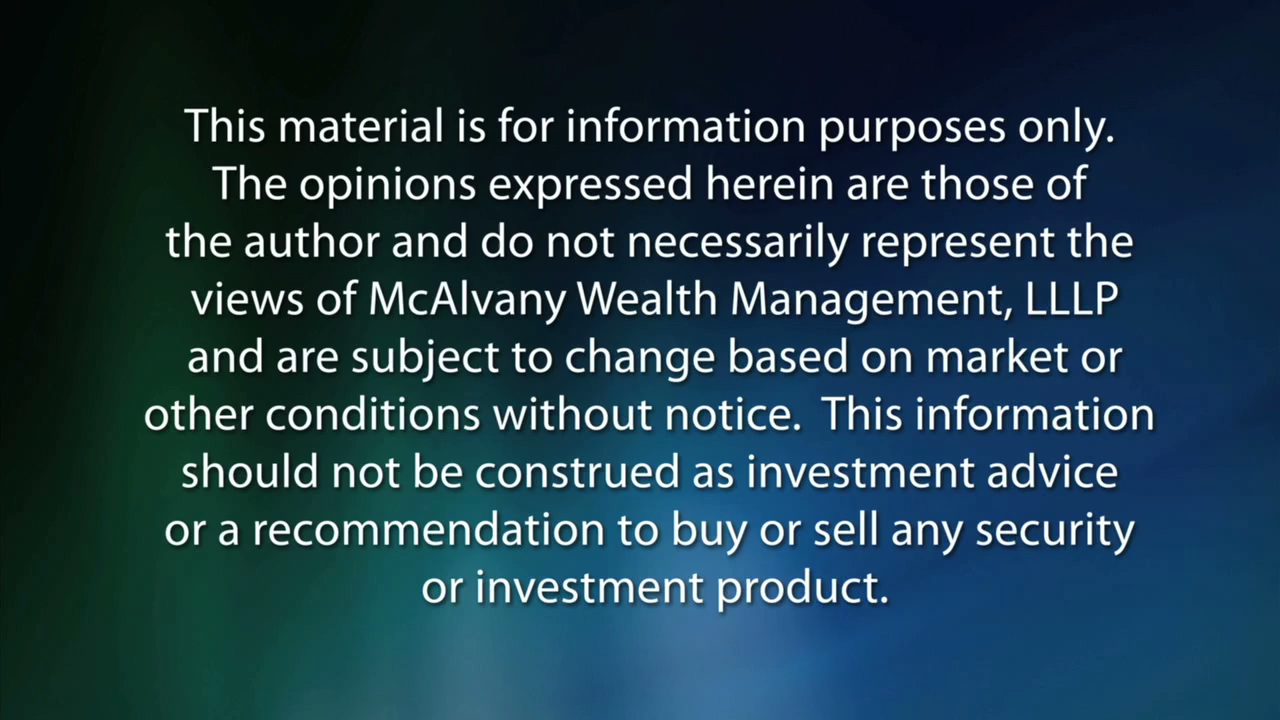 This material is for information purposes only.
The opinions expressed herein are those of
the author and do not necessarily represent the
views of McAlvany Wealth Management, LLLP
and are subject to change based on market or
other conditions without notice.  This information
should not be construed as investment advice
or a recommendation to buy or sell any security
or investment product.